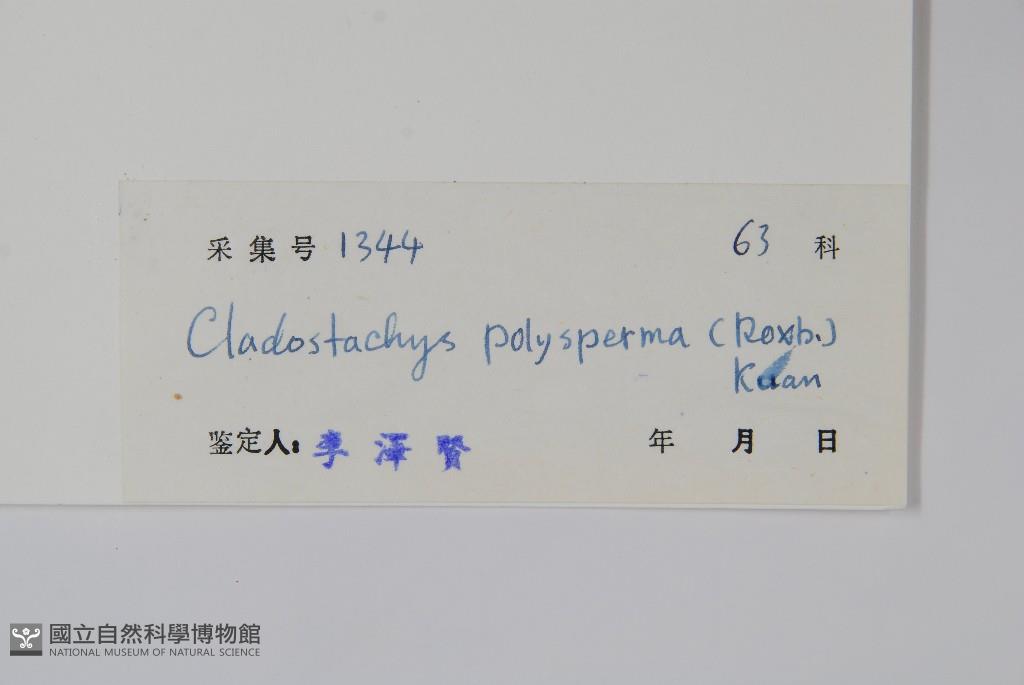 采集号 1344 63 科
Cladostachys polysperma (Roxb.)
Kuan
鉴定人: 李泽賢 年 月 日
國立自然科學博物館
NATIONAL MUSEUM OF NATURAL SCIENCE